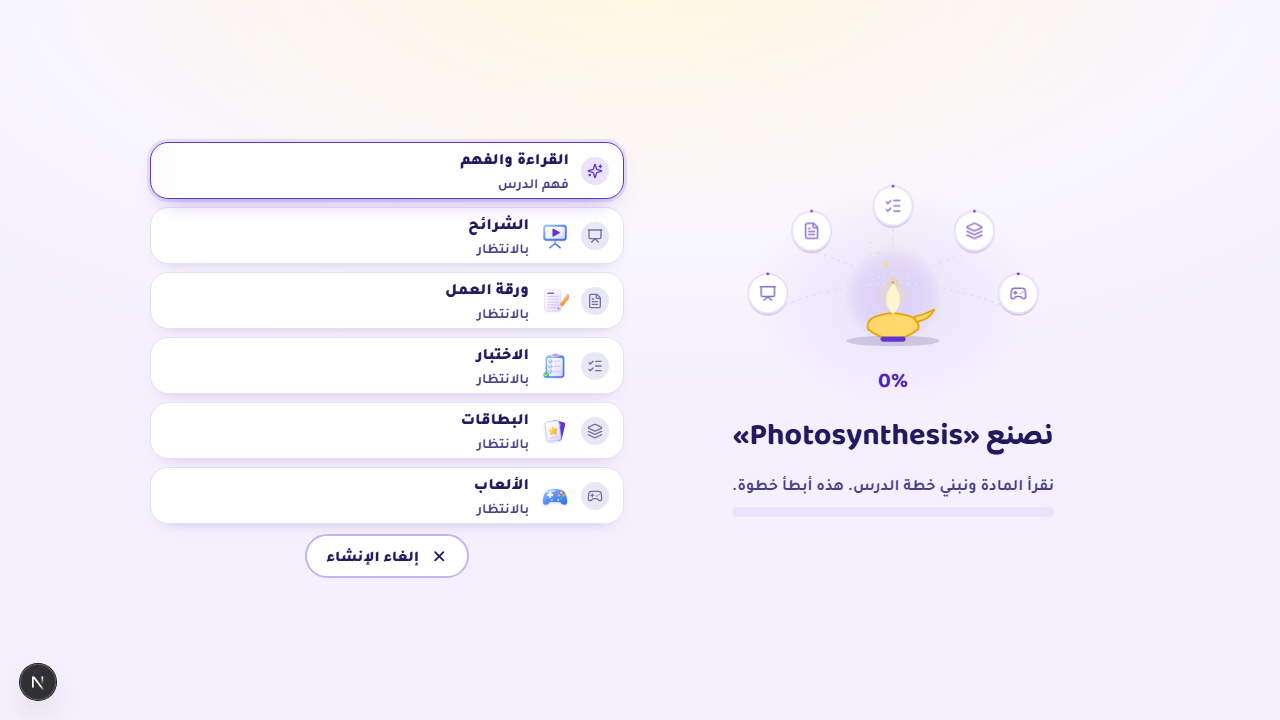 0%
نصنع «Photosynthesis»
نقرأ المادة ونبني خطة الدرس. هذه أبطأ خطوة.
القراءة والفهم
فهم الدرس
الشرائح
بالانتظار
ورقة العمل
بالانتظار
الاختبار
بالانتظار
البطاقات
بالانتظار
الألعاب
بالانتظار
إلغاء الإنشاء
N